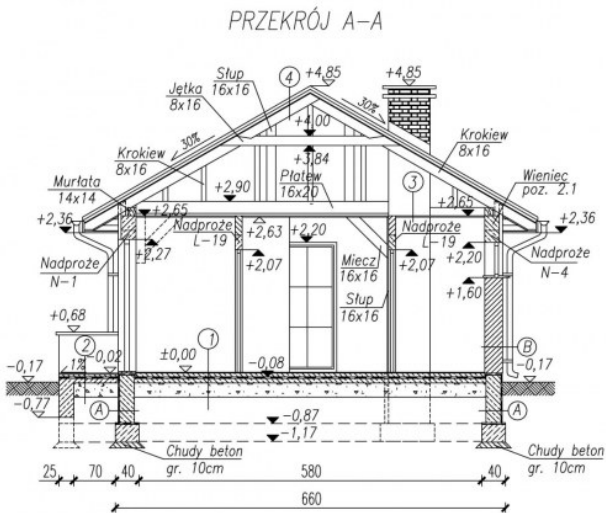 PRZEKRÓJ A-A
+4,85
+4,85
4
Słup
16x16
Jętka
8x16
30%
30%
+4,00
+3,84
Krokiew
8x16
Krokiew
8x16
Murłata
14x14
+2,90
Płatew
16x20
3
Wieniec
poz. 2.1
+2,36
+2,65
+2,65
+2,36
Nadproże
L-19
+2,63
+2,20
Nadproże
L-19
+2,27
+2,07
+2,07
+2,20
Nadproże
N-1
Miecz
16x16
Nadproże
N-4
Słup
16x16
+1,60
+0,68
2
1
B
-0,17
1%
-0,02
±0,00
-0,08
-0,17
-0,77
A
A
-0,87
-1,17
Chudy beton
gr. 10cm
Chudy beton
gr. 10cm
25 70 40 580 40
660